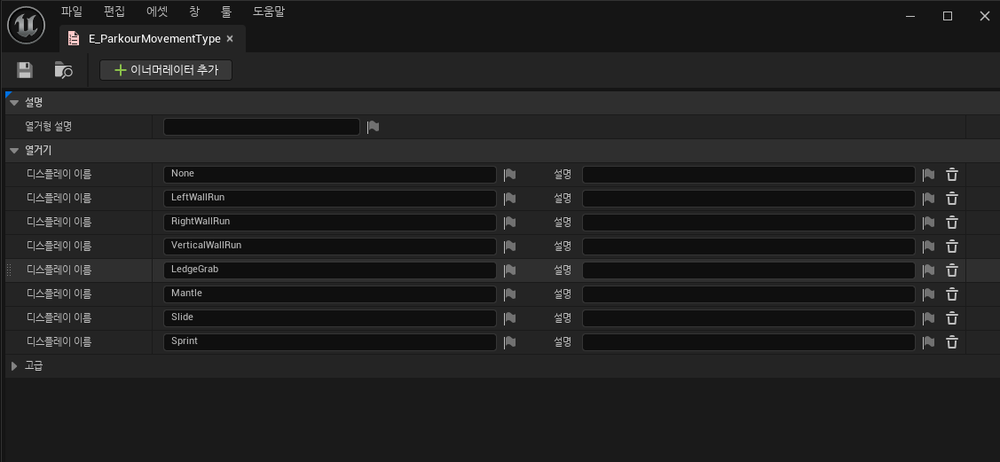 파일 편집 에셋 창 툴 도움말
E_ParkourMovementType
이너머레이터 추가
설명
열거형 설명
열거기
디스플레이 이름 None 설명
디스플레이 이름 LeftWallRun 설명
디스플레이 이름 RightWallRun 설명
디스플레이 이름 VerticalWallRun 설명
디스플레이 이름 LedgeGrab 설명
디스플레이 이름 Mantle 설명
디스플레이 이름 Slide 설명
디스플레이 이름 Sprint 설명
고급